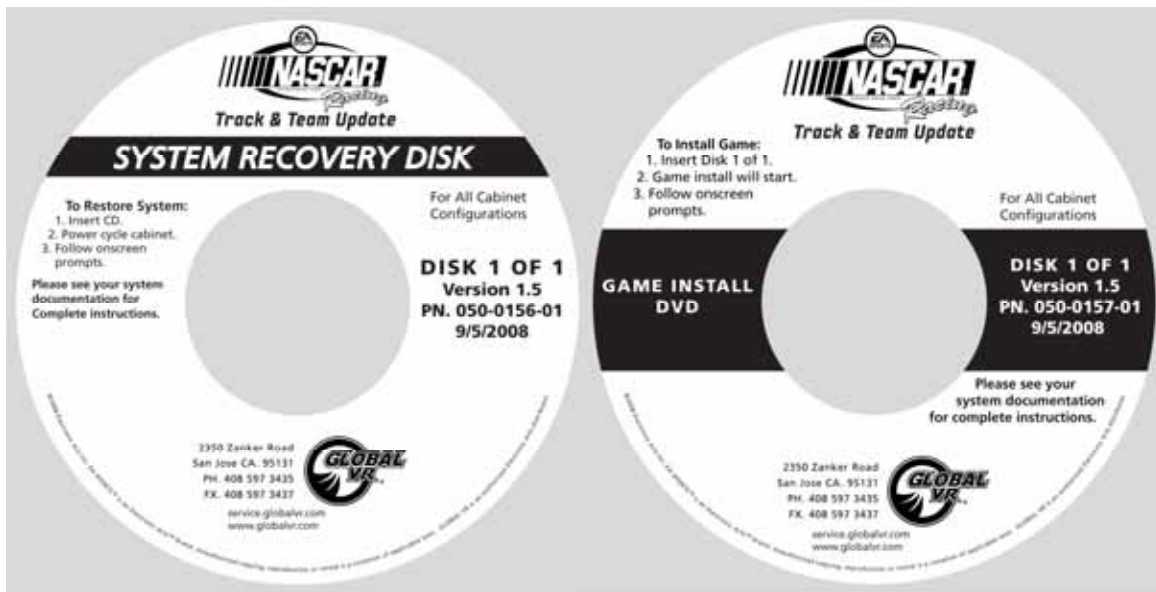 EA
SPORTS
NASCAR
Racing
Track & Team Update
SYSTEM RECOVERY DISK
To Restore System:
1. Insert CD.
2. Power cycle cabinet.
3. Follow onscreen
prompts.
Please see your system
documentation for
Complete instructions.
For All Cabinet
Configurations
DISK 1 OF 1
Version 1.5
PN. 050-0156-01
9/5/2008
2350 Zanker Road
San Jose CA. 95131
PH. 408 597 3435
FX. 408 597 3437
service.globalvr.com
www.globalvr.com
GLOBAL
VR
EA
SPORTS
NASCAR
Racing
Track & Team Update
To Install Game:
1. Insert Disk 1 of 1.
2. Game install will start.
3. Follow onscreen
prompts.
For All Cabinet
Configurations
GAME INSTALL
DVD
DISK 1 OF 1
Version 1.5
PN. 050-0157-01
9/5/2008
Please see your
system documentation
for complete instructions.
2350 Zanker Road
San Jose CA. 95131
PH. 408 597 3435
FX. 408 597 3437
service.globalvr.com
www.globalvr.com
GLOBAL
VR